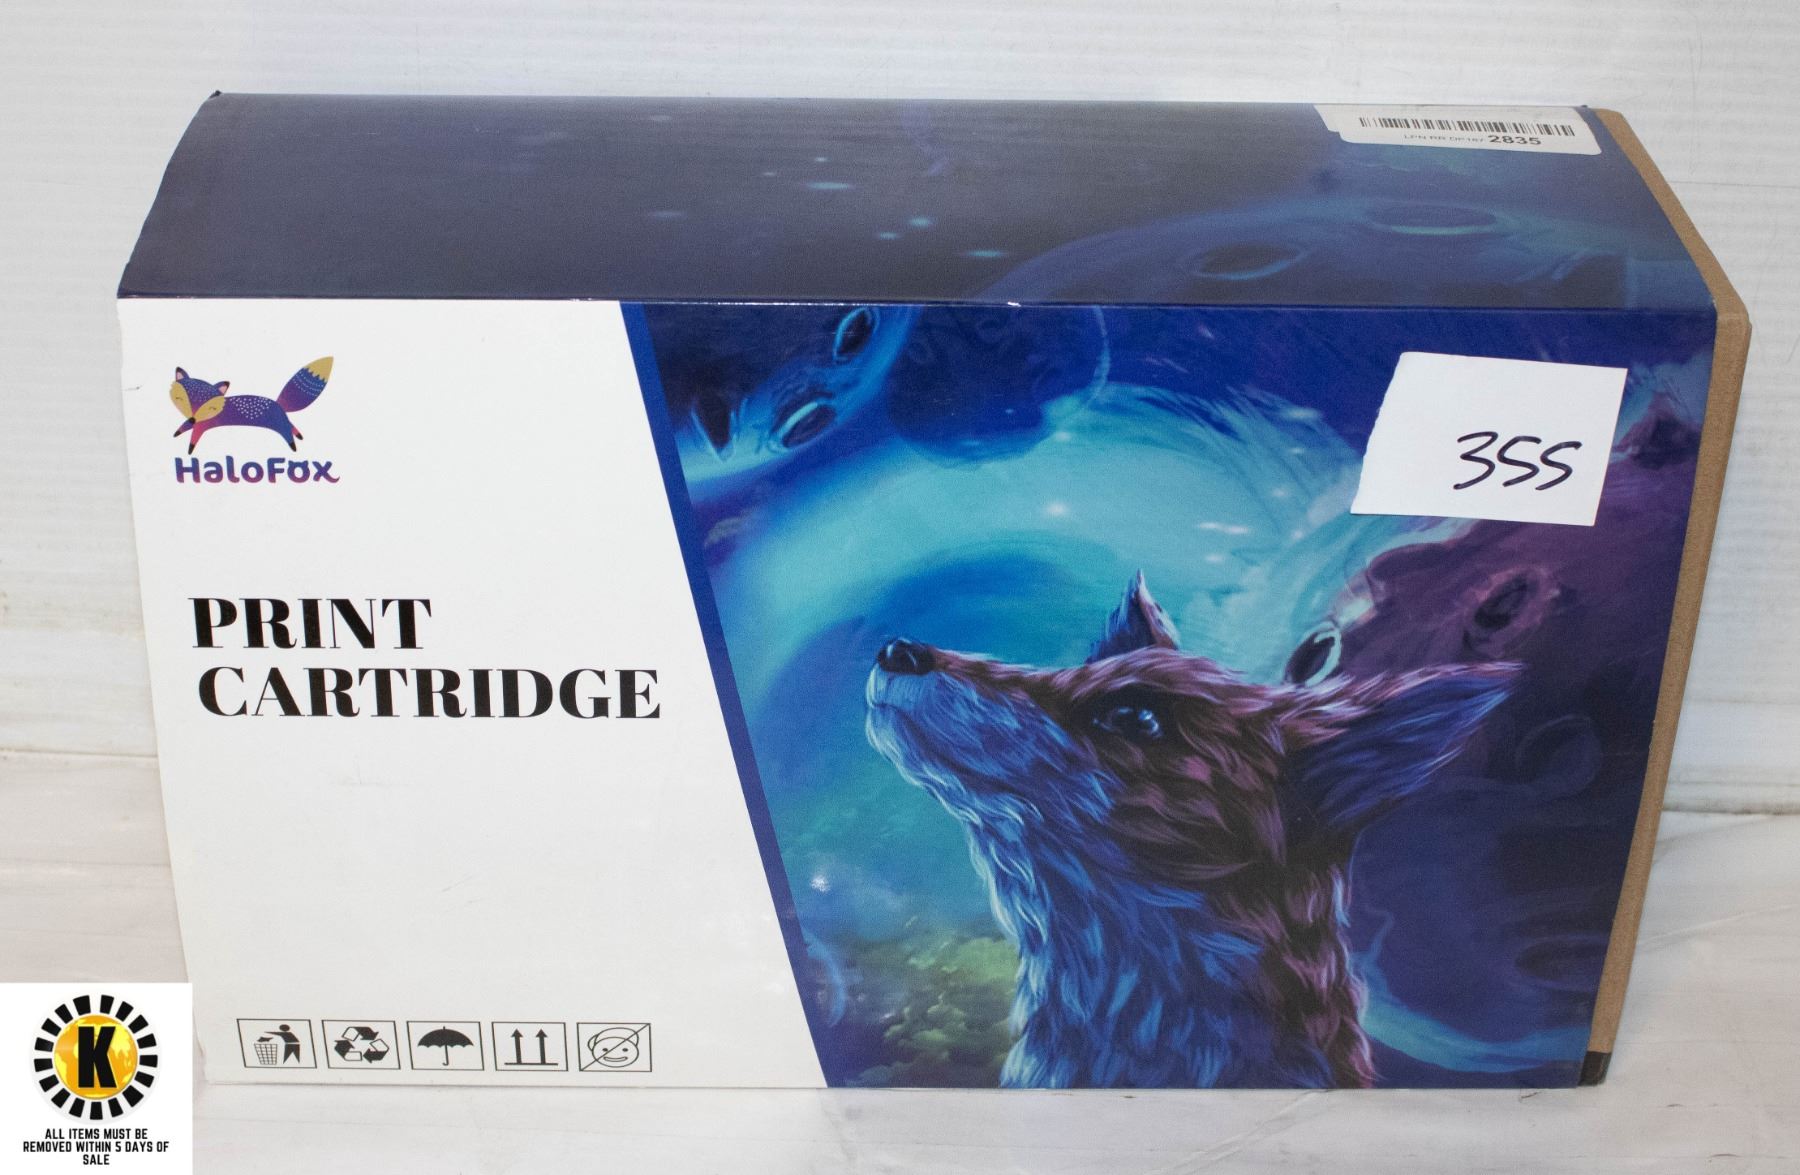 2835
HaloFox
355
PRINT
CARTRIDGE
K
ALL ITEMS MUST BE
REMOVED WITHIN 5 DAYS OF
SALE